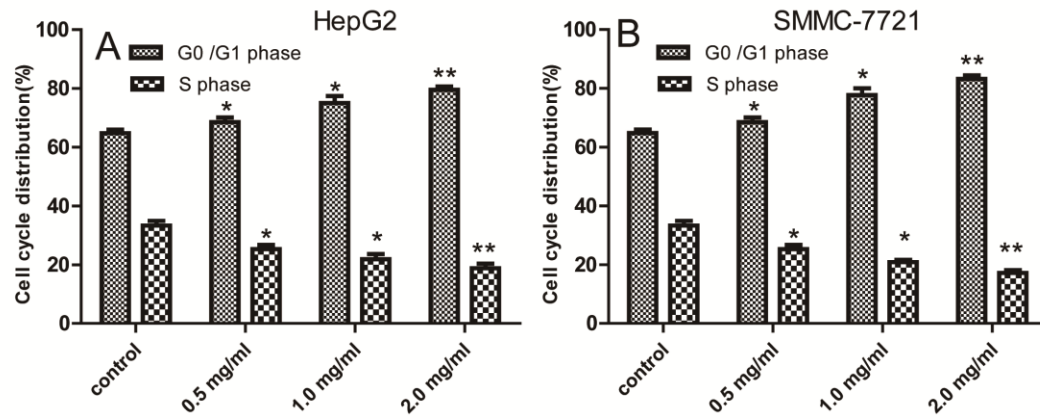 HepG2
A
G0 /G1 phase
S phase
Cell cycle distribution(%)
100
80
60
40
20
0
*
*
**
*
*
**
control
0.5 mg/ml
1.0 mg/ml
2.0 mg/ml
SMMC-7721
B
G0 /G1 phase
S phase
Cell cycle distribution(%)
100
80
60
40
20
0
*
*
**
*
*
**
control
0.5 mg/ml
1.0 mg/ml
2.0 mg/ml